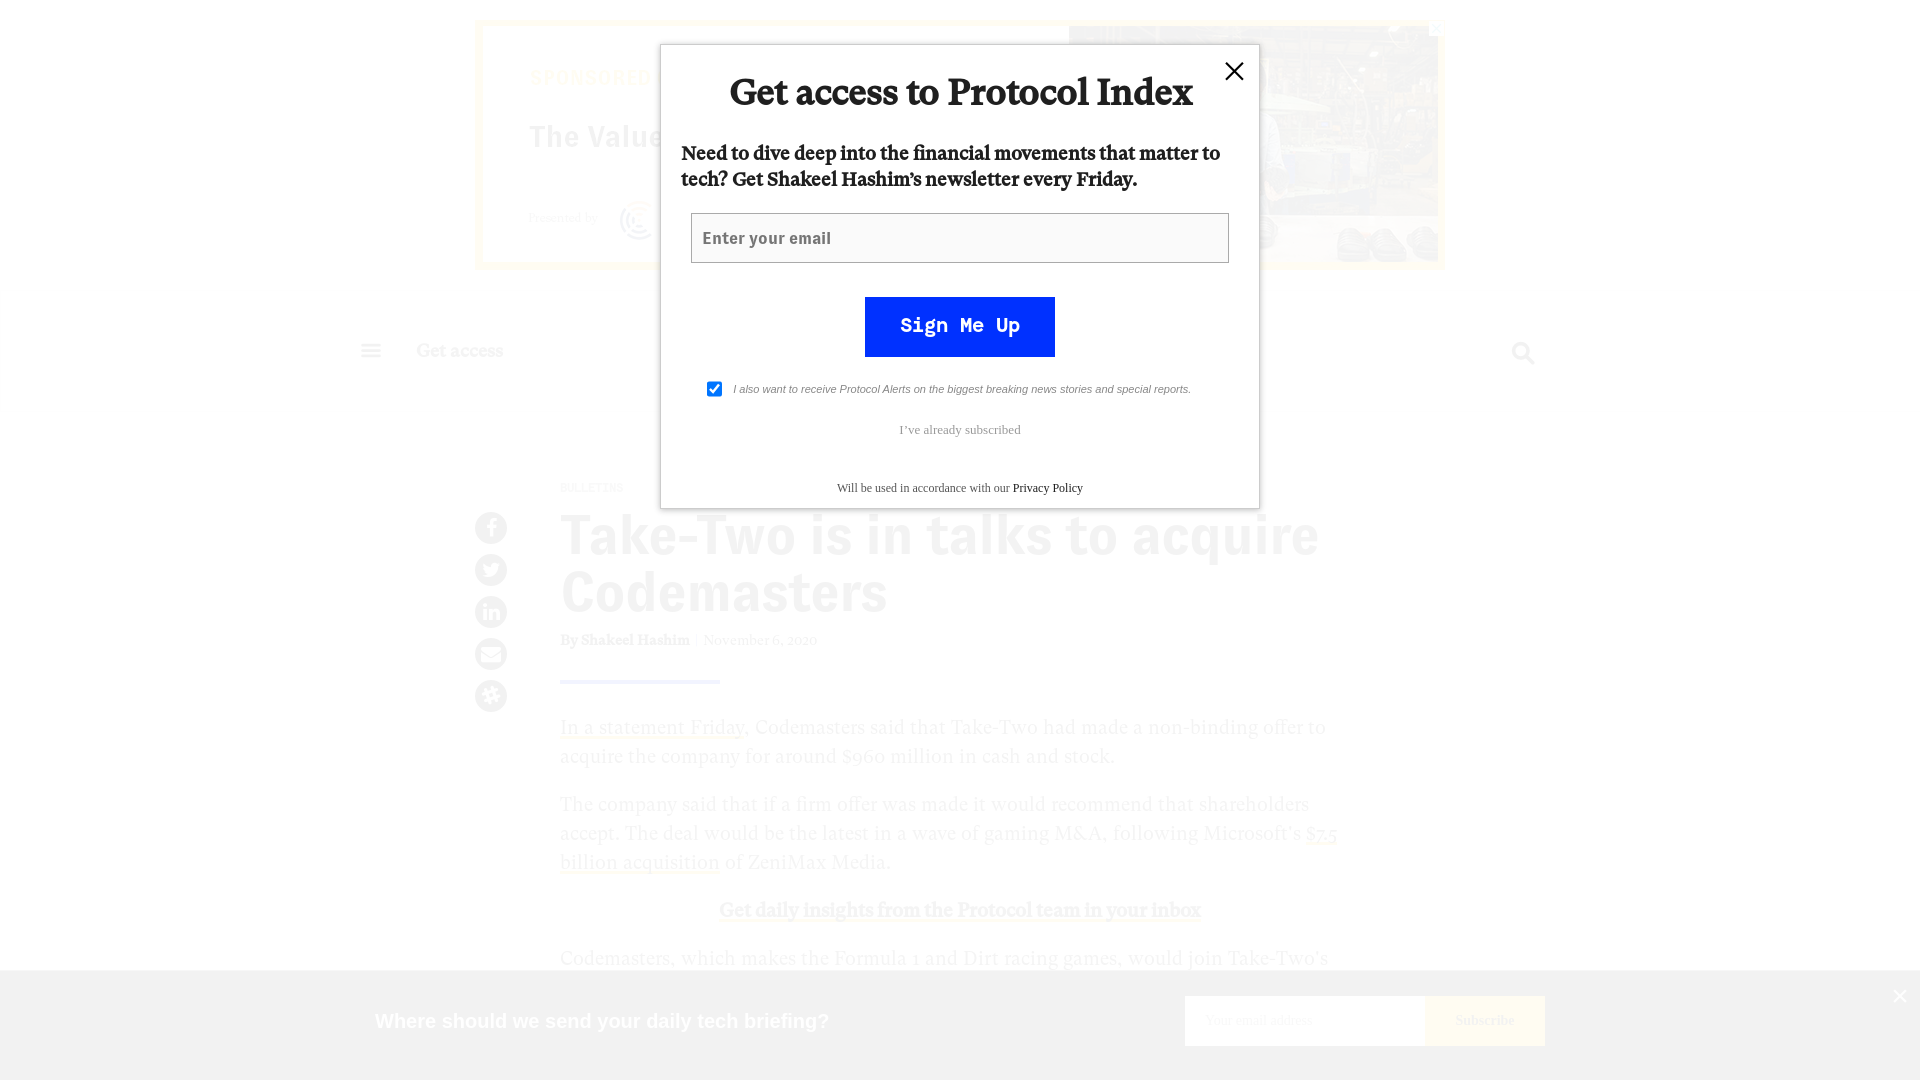 SPONSORED
The Value
Presented by
Get access to Protocol Index
Need to dive deep into the financial movements that matter to
tech? Get Shakeel Hashim’s newsletter every Friday.
Enter your email
Sign Me Up
I also want to receive Protocol Alerts on the biggest breaking news stories and special reports.
I’ve already subscribed
Will be used in accordance with our Privacy Policy
Get access
BULLETINS
Take-Two is in talks to acquire
Codemasters
By Shakeel Hashim | November 6, 2020
In a statement Friday, Codemasters said that Take-Two had made a non-binding offer to
acquire the company for around $960 million in cash and stock.
The company said that if a firm offer was made it would recommend that shareholders
accept. The deal would be the latest in a wave of gaming M&A, following Microsoft's $7.5
billion acquisition of ZeniMax Media.
Get daily insights from the Protocol team in your inbox
Codemasters, which makes the Formula 1 and Dirt racing games, would join Take-Two's
Where should we send your daily tech briefing?
Your email address
Subscribe